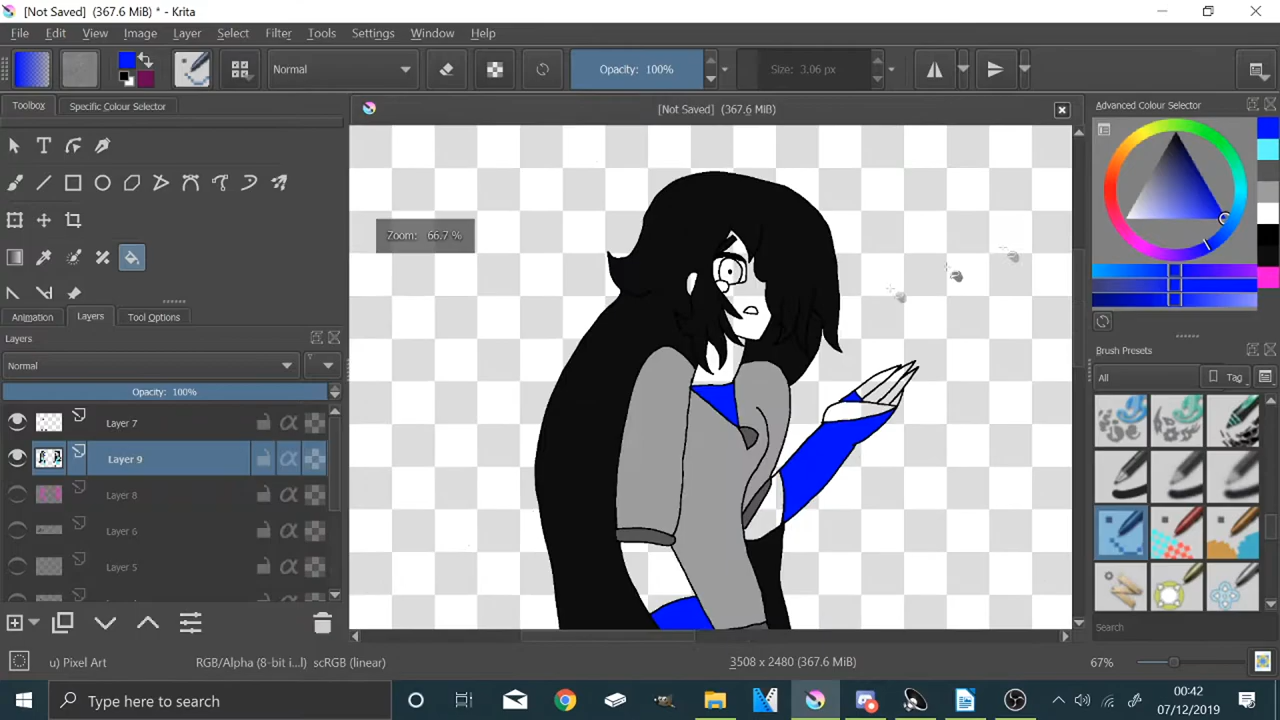 [Not Saved] (367.6 MiB) * - Krita
File Edit View Image Layer Select Filter Tools Settings Window Help
Normal Opacity: 100% Size: 3.06 px
Toolbox Specific Colour Selector
[Not Saved] (367.6 MiB)
Advanced Colour Selector
Zoom: 66.7 %
Animation Layers Tool Options
Layers
Normal
Opacity: 100%
Layer 7
Layer 9
Layer 8
Layer 6
Layer 5
Brush Presets
All Tag
Search
u) Pixel Art RGB/Alpha (8-bit i...l) scRGB (linear) 3508 x 2480 (367.6 MiB) 67%
Type here to search
00:42
07/12/2019